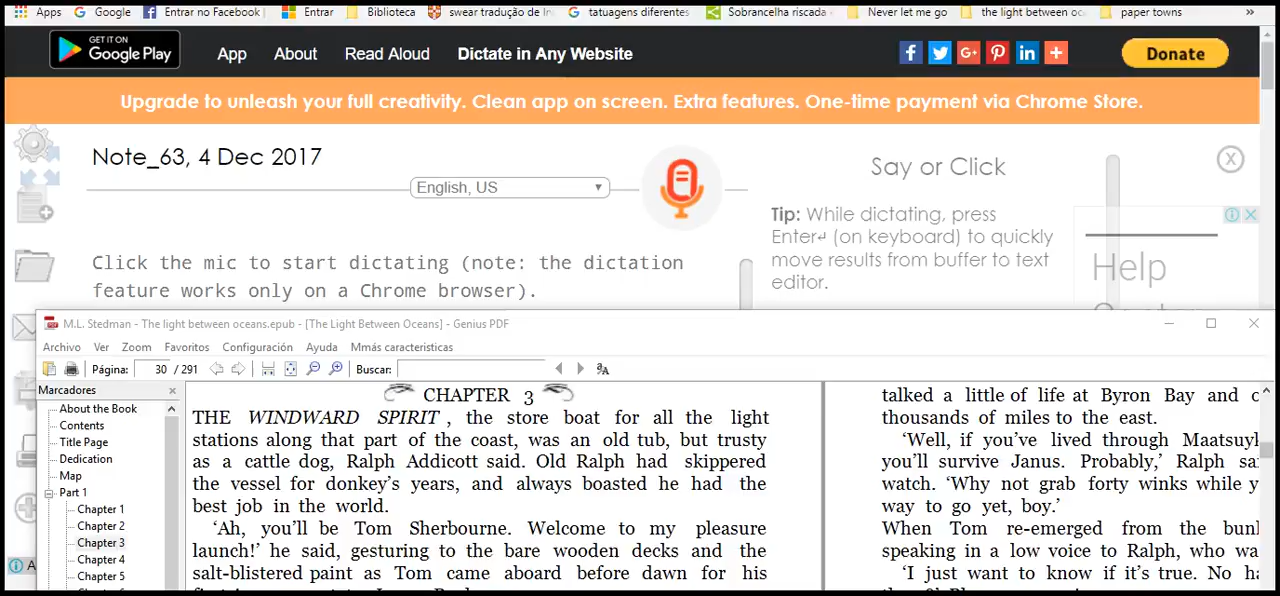 Apps
Google
Entrar no Facebook
Entrar
Biblioteca
swear tradução de
tatuagens diferentes
Sobrancelha riscada
Never let me go
the light between
paper towns
»
GET IT ON
Google Play
App
About
Read Aloud
Dictate in Any Website
Donate
Upgrade to unleash your full creativity. Clean app on screen. Extra features. One-time payment via Chrome Store.
Note_63, 4 Dec 2017
English, US
Say or Click
Tip: While dictating, press
Enter↵ (on keyboard) to quickly
move results from buffer to text
editor.
Help
Click the mic to start dictating (note: the dictation
feature works only on a Chrome browser).
M.L. Stedman - The light between oceans.epub - [The Light Between Oceans] - Genius PDF
Archivo Ver Zoom Favoritos Configuración Ayuda Mmás características
Página: 30 / 291 Buscar:
Marcadores
About the Book
Contents
Title Page
Dedication
Map
Part 1
Chapter 1
Chapter 2
Chapter 3
Chapter 4
Chapter 5
CHAPTER 3
THE WINDWARD SPIRIT , the store boat for all the light
stations along that part of the coast, was an old tub, but trusty
as a cattle dog, Ralph Addicott said. Old Ralph had skippered
the vessel for donkey’s years, and always boasted he had the
best job in the world.
‘Ah, you’ll be Tom Sherbourne. Welcome to my pleasure
launch!’ he said, gesturing to the bare wooden decks and the
salt-blistered paint as Tom came aboard before dawn for his
talked a little of life at Byron Bay and
thousands of miles to the east.
‘Well, if you’ve lived through Maatsuyk
you’ll survive Janus. Probably,’ Ralph sa
watch. ‘Why not grab forty winks while y
way to go yet, boy.’
When Tom re-emerged from the bun
speaking in a low voice to Ralph, who wa
‘I just want to know if it’s true. No ha